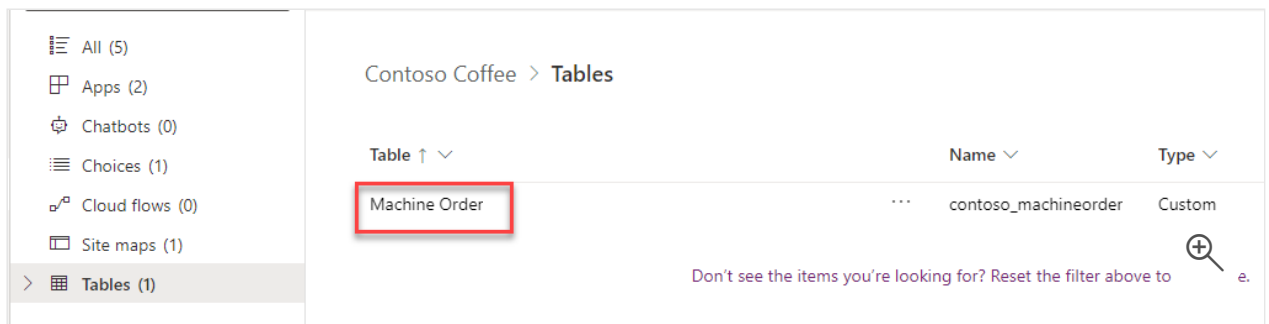 All (5)
Apps (2)
Chatbots (0)
Choices (1)
Cloud flows (0)
Site maps (1)
Tables (1)
Contoso Coffee > Tables
Table ↑ Name Type
Machine Order ... contoso_machineorder Custom
Don't see the items you're looking for? Reset the filter above to e.